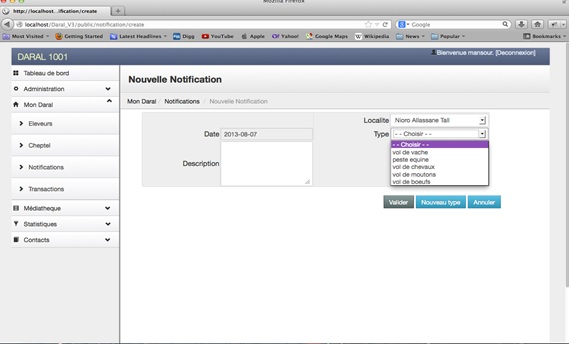 Mozilla Firefox
http://localhost...ification/create
localhost/Daral_V3/public/notification/create
Google
Most Visited
Getting Started
Latest Headlines
Digg
YouTube
Apple
Yahoo!
Google Maps
Wikipedia
News
Popular
Bookmarks
DARAL 1001
Bienvenue mansour. [Deconnexion]
Tableau de bord
Administration
Mon Daral
Eleveurs
Cheptel
Notifications
Transactions
Médiatheque
Statistiques
Contacts
Nouvelle Notification
Mon Daral / Notifications / Nouvelle Notification
Localite Nioro Allassane Tall
Date 2013-08-07
Type - - Choisir - -
Description
- - Choisir - -
vol de vache
peste equine
vol de chevaux
vol de moutons
vol de boeufs
Valider Nouveau type Annuler